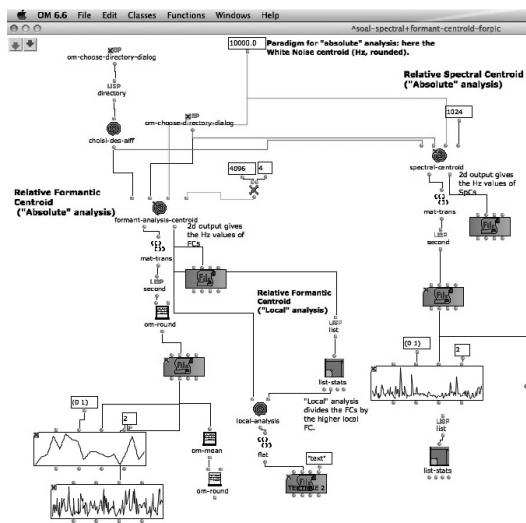 OM 6.6 File Edit Classes Functions Windows Help
^soal-spectral+formant-centroid-forpic
10000.0
Paradigm for "absolute" analysis: here the
White Noise centroid (Hz, rounded).
om-choose-directory-dialog
LISP
directory
choisi-des-aiff
om-choose-directory-dialog
Relative Spectral Centroid
("Absolute" analysis)
1024
spectral-centroid
2d output gives
the Hz values of
SpCs
mat-trans
LISP
second
4096
4
Relative Formantic
Centroid
("Absolute" analysis)
formant-analysis-centroid
2d output gives
the Hz values of
FCs
mat-trans
LISP
second
om-round
Relative Formantic
Centroid
("Local" analysis)
LISP
list
list-stats
(0 1)
2
(0 1)
2
"Local" analysis
divides the FCs by
the higher local
FC.
local-analysis
flat
"text"
TEXTFILE 2
om-mean
om-round
LISP
list
list-stats